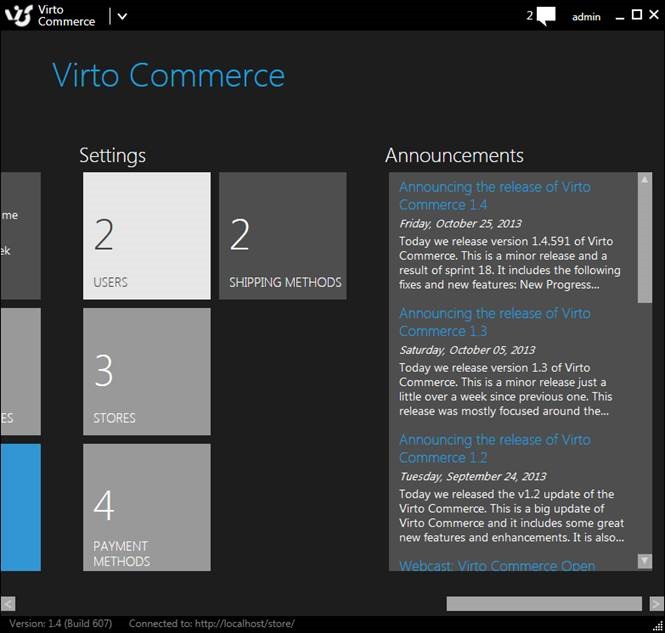 Virto
Commerce
2
admin
Virto Commerce
me
ek
ES
Settings
2
USERS
2
SHIPPING METHODS
3
STORES
4
PAYMENT
METHODS
Announcements
Announcing the release of Virto
Commerce 1.4
Friday, October 25, 2013
Today we release version 1.4.591 of Virto
Commerce. This is a minor release and a
result of sprint 18. It includes the following
fixes and new features: New Progress...
Announcing the release of Virto
Commerce 1.3
Saturday, October 05, 2013
Today we release version 1.3 of Virto
Commerce. This is a minor release just a
little over a week since previous one. This
release was mostly focused around the...
Announcing the release of Virto
Commerce 1.2
Tuesday, September 24, 2013
Today we released the v1.2 update of the
Virto Commerce. This is a big update of
Virto Commerce and it includes some great
new features and enhancements. It is also...
Webcast: Virto Commerce Open
Version: 1.4 (Build 607)
Connected to: http://localhost/store/